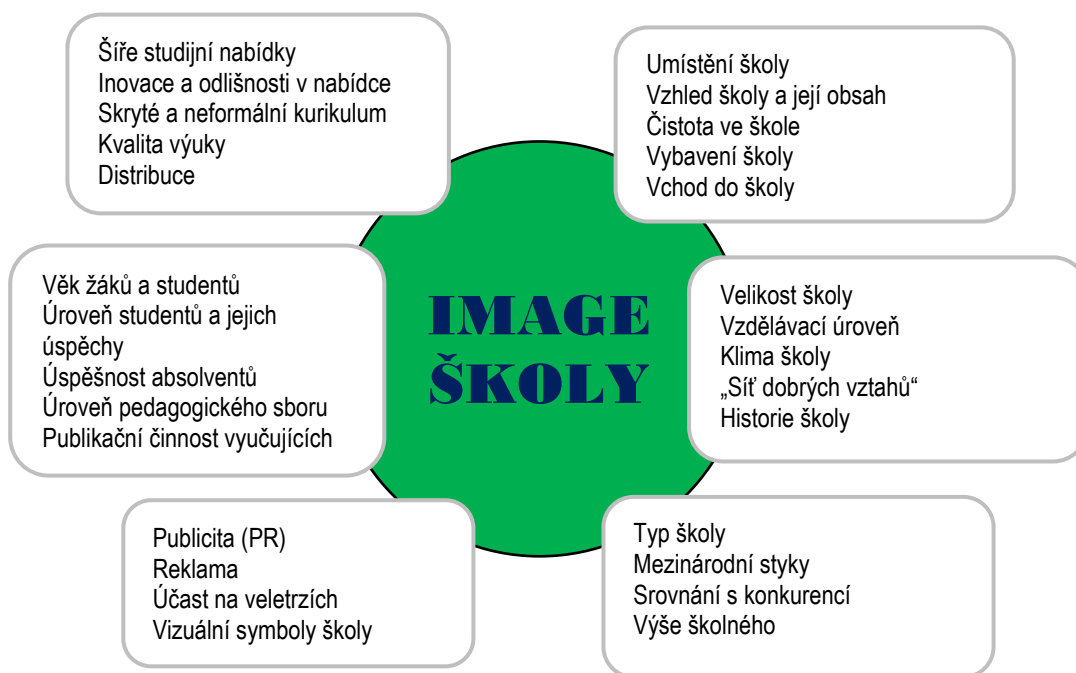 Šíře studijní nabídky
Inovace a odlišnosti v nabídce
Skryté a neformální kurikulum
Kvalita výuky
Distribuce
Umístění školy
Vzhled školy a její obsah
Čistota ve škole
Vybavení školy
Vchod do školy
Věk žáků a studentů
Úroveň studentů a jejich
úspěchy
Úspěšnost absolventů
Úroveň pedagogického sboru
Publikační činnost vyučujících
IMAGE
ŠKOLY
Velikost školy
Vzdělávací úroveň
Klima školy
„Síť dobrých vztahů“
Historie školy
Publicita (PR)
Reklama
Účast na veletrzích
Vizuální symboly školy
Typ školy
Mezinárodní styky
Srovnání s konkurencí
Výše školného